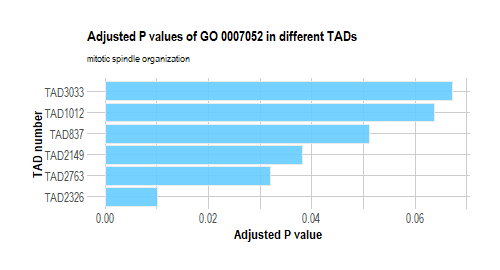 Adjusted P values of GO 0007052 in different TADs
mitotic spindle organization
TAD number
TAD3033
TAD1012
TAD837
TAD2149
TAD2763
TAD2326
0.00 0.02 0.04 0.06
Adjusted P value